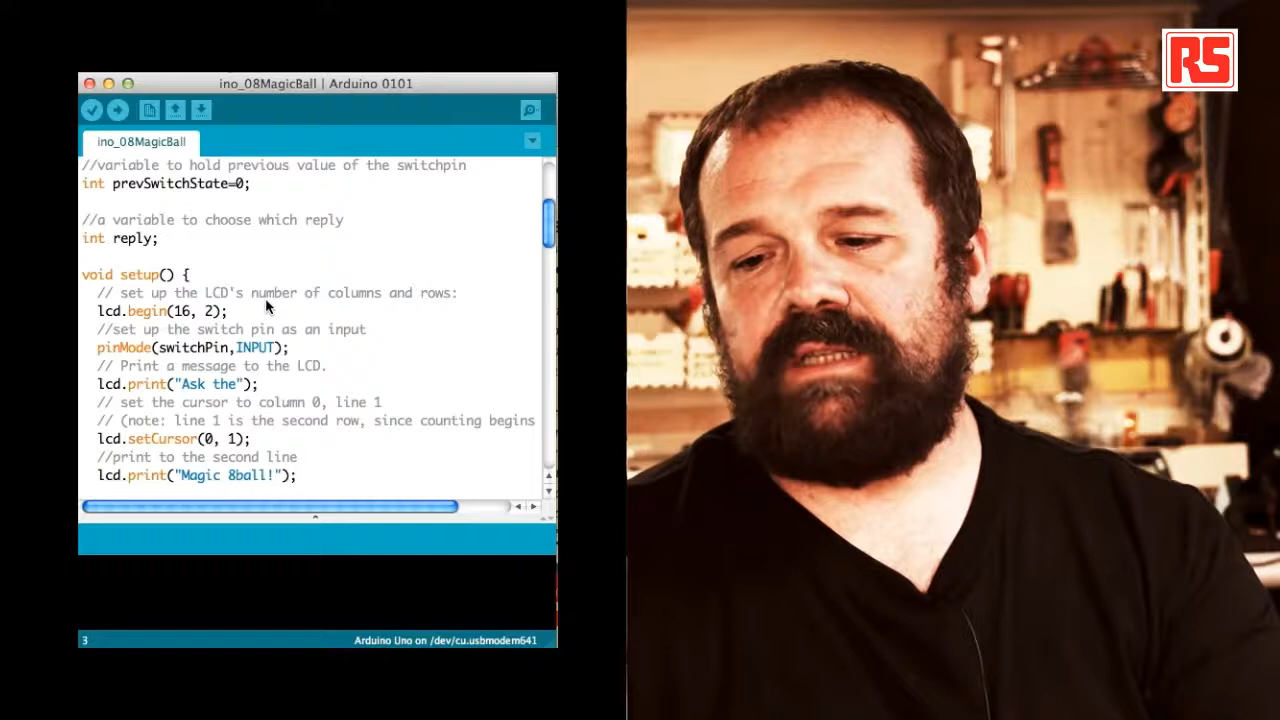 ino_08MagicBall | Arduino 0101
ino_08MagicBall
//variable to hold previous value of the switchpin
int prevSwitchState=0;
//a variable to choose which reply
int reply;
void setup() {
// set up the LCD's number of columns and rows:
lcd.begin(16, 2);
//set up the switch pin as an input
pinMode(switchPin,INPUT);
// Print a message to the LCD.
lcd.print("Ask the");
// set the cursor to column 0, line 1
// (note: line 1 is the second row, since counting begins
lcd.setCursor(0, 1);
//print to the second line
lcd.print("Magic 8ball!");
3
Arduino Uno on /dev/cu.usbmodem641
RS